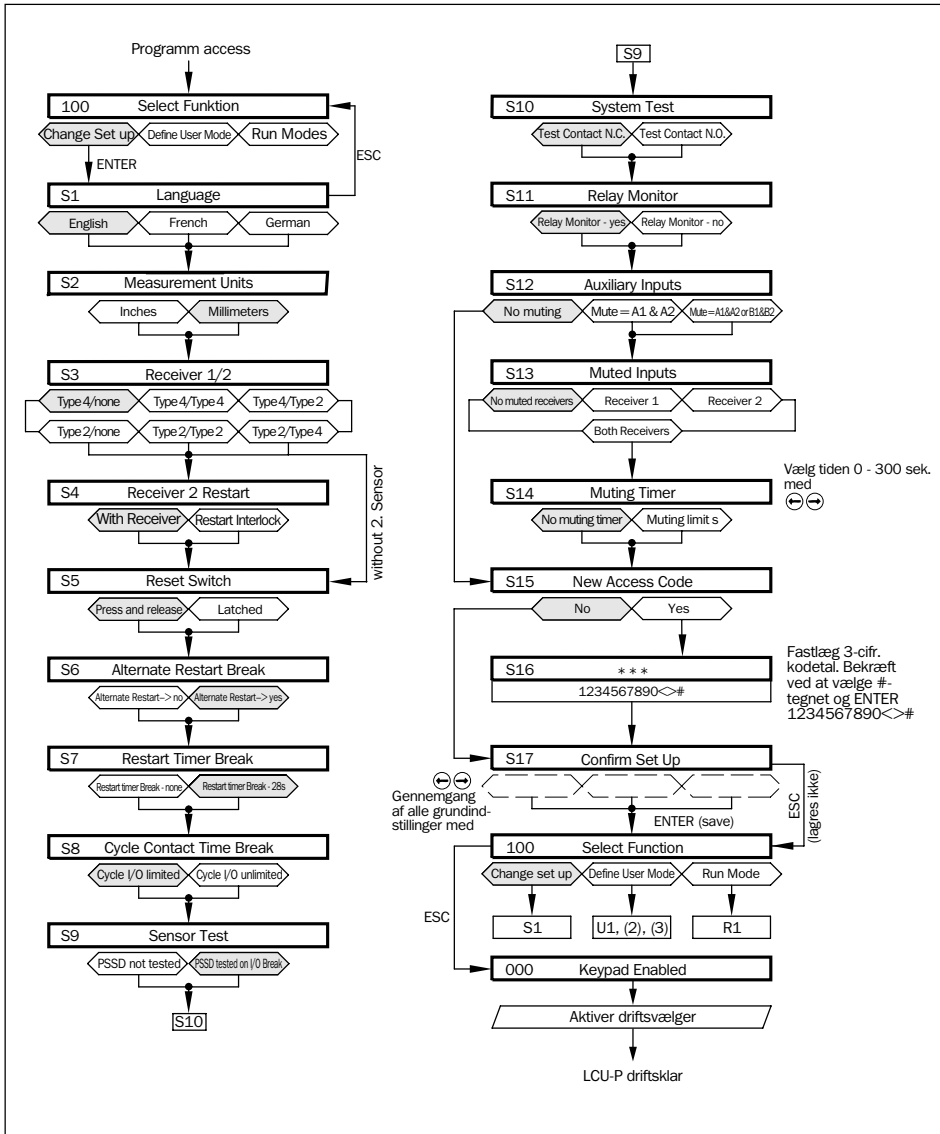 Programm access
100 Select Funktion
Change Set up Define User Mode Run Modes
ENTER
ESC
S1 Language
English French German
S2 Measurement Units
Inches Millimeters
S3 Receiver 1/2
Type 4/none Type 4/Type 4 Type 4/Type 2
Type 2/none Type 2/Type 2 Type 2/Type 4
without 2. Sensor
S4 Receiver 2 Restart
With Receiver Restart Interlock
S5 Reset Switch
Press and release Latched
S6 Alternate Restart Break
Alternate Restart–> no Alternate Restart–> yes
S7 Restart Timer Break
Restart timer Break - none Restart timer Break - 28s
S8 Cycle Contact Time Break
Cycle I/O limited Cycle I/O unlimited
S9 Sensor Test
PSSD not tested PSSD tested on I/O Break
S10
S9
S10 System Test
Test Contact N.C. Test Contact N.O.
S11 Relay Monitor
Relay Monitor - yes Relay Monitor - no
S12 Auxiliary Inputs
No muting Mute = A1 & A2 Mute = A1&A2 or B1&B2
S13 Muted Inputs
No muted receivers Receiver 1 Receiver 2
Both Receivers
S14 Muting Timer
No muting timer Muting limit s
Vælg tiden 0 - 300 sek.
med
S15 New Access Code
No Yes
S16 * * *
1234567890<>#
Fastlæg 3-cifr.
kodetal. Bekræft
ved at vælge #-
tegnet og ENTER
1234567890<>#
S17 Confirm Set Up
Gennemgang
af alle grundind-
stillinger med
ENTER (save)
ESC
(lagres ikke)
100 Select Function
Change set up Define User Mode Run Mode
ESC
S1 U1, (2), (3) R1
000 Keypad Enabled
Aktiver driftsvælger
LCU-P driftsklar